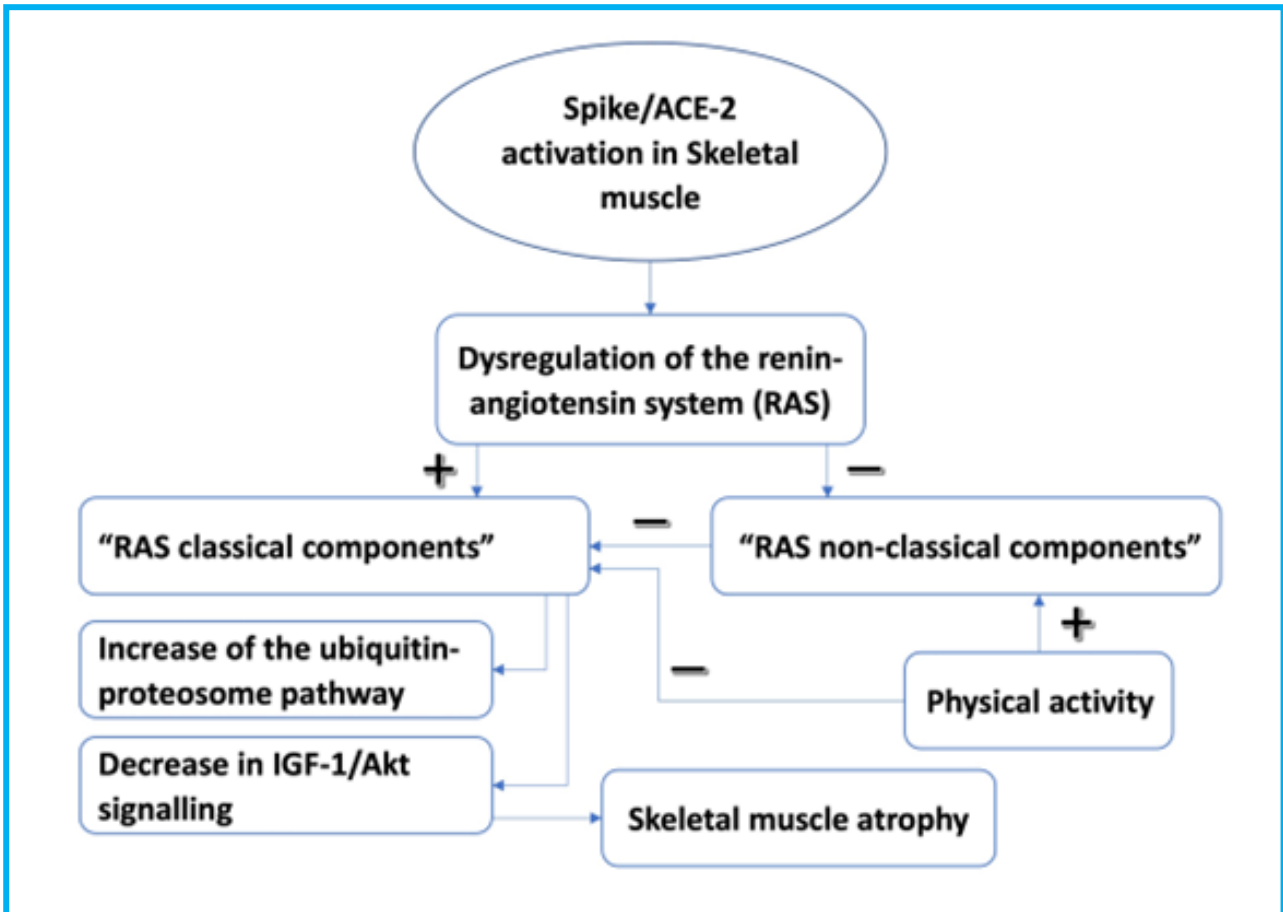 Spike/ACE-2
activation in Skeletal
muscle
Dysregulation of the renin-
angiotensin system (RAS)
+
–
“RAS classical components”
–
“RAS non-classical components”
Increase of the ubiquitin-
proteosome pathway
–
+
Physical activity
Decrease in IGF-1/Akt
signalling
Skeletal muscle atrophy